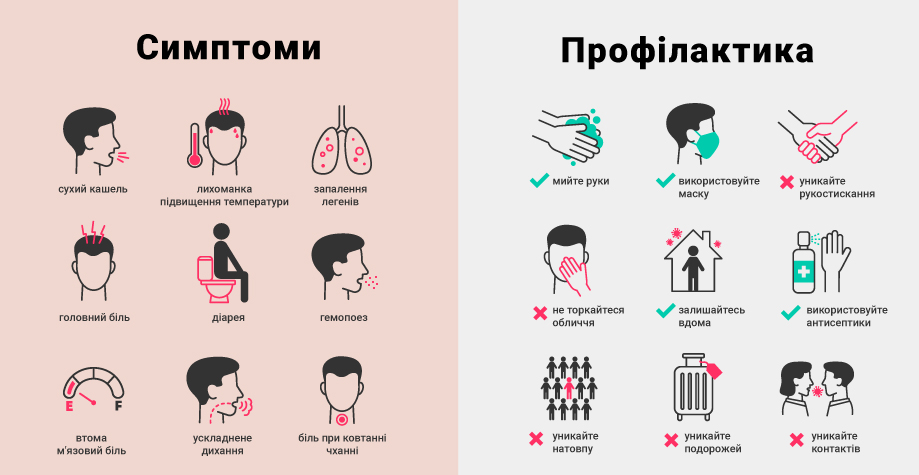 Симптоми
сухий кашель
лихоманка
підвищення температури
запалення
легенів
головний біль
діарея
гемопоез
E F
втома
м'язовий біль
ускладнене
дихання
біль при ковтанні
чханні
Профілактика
мийте руки
використовуйте
маску
уникайте
рукостискання
не торкайтеся
обличчя
залишайтесь
вдома
використовуйте
антисептики
уникайте
натовпу
уникайте
подорожей
уникайте
контактів